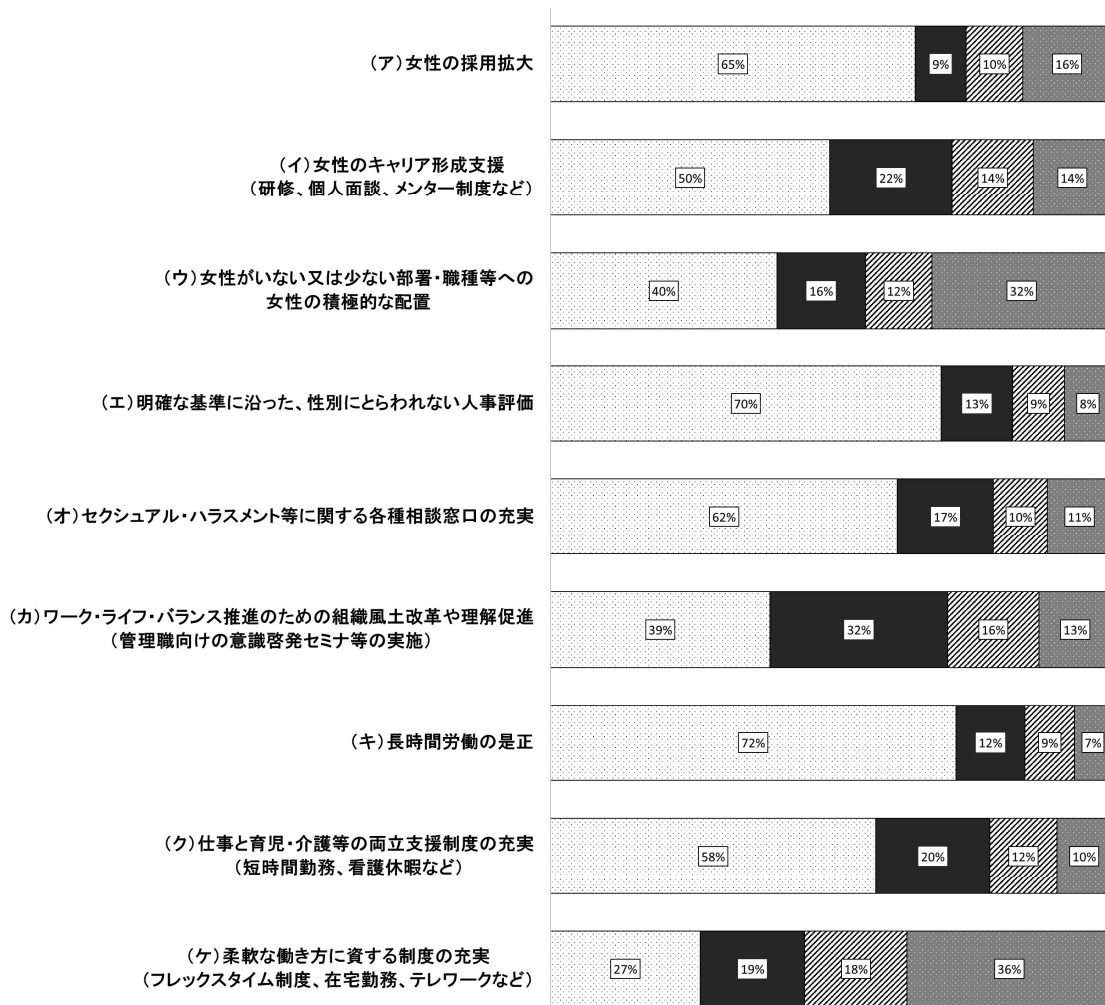 (ア)女性の採用拡大
65% 9% 10% 16%
(イ)女性のキャリア形成支援
(研修、個人面談、メンター制度など)
50% 22% 14% 14%
(ウ)女性がいない又は少ない部署・職種等への
女性の積極的な配置
40% 16% 12% 32%
(エ)明確な基準に沿った、性別にとらわれない人事評価
70% 13% 9% 8%
(オ)セクシュアル・ハラスメント等に関する各種相談窓口の充実
62% 17% 10% 11%
(カ)ワーク・ライフ・バランス推進のための組織風土改革や理解促進
(管理職向けの意識啓発セミナ等の実施)
39% 32% 16% 13%
(キ)長時間労働の是正
72% 12% 9% 7%
(ク)仕事と育児・介護等の両立支援制度の充実
(短時間勤務、看護休暇など)
58% 20% 12% 10%
(ケ)柔軟な働き方に資する制度の充実
(フレックスタイム制度、在宅勤務、テレワークなど)
27% 19% 18% 36%